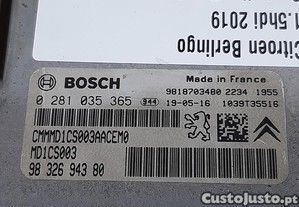 Citroen Berlingo
1.5hdi 2019
BOSCH
Made in France
0 281 035 365
944
9818703480 2234 1955
19-05-16 1039T35516
CMMMD1CS003AACEM0
MD1CS003
98 326 943 80
CustoJusto.pt